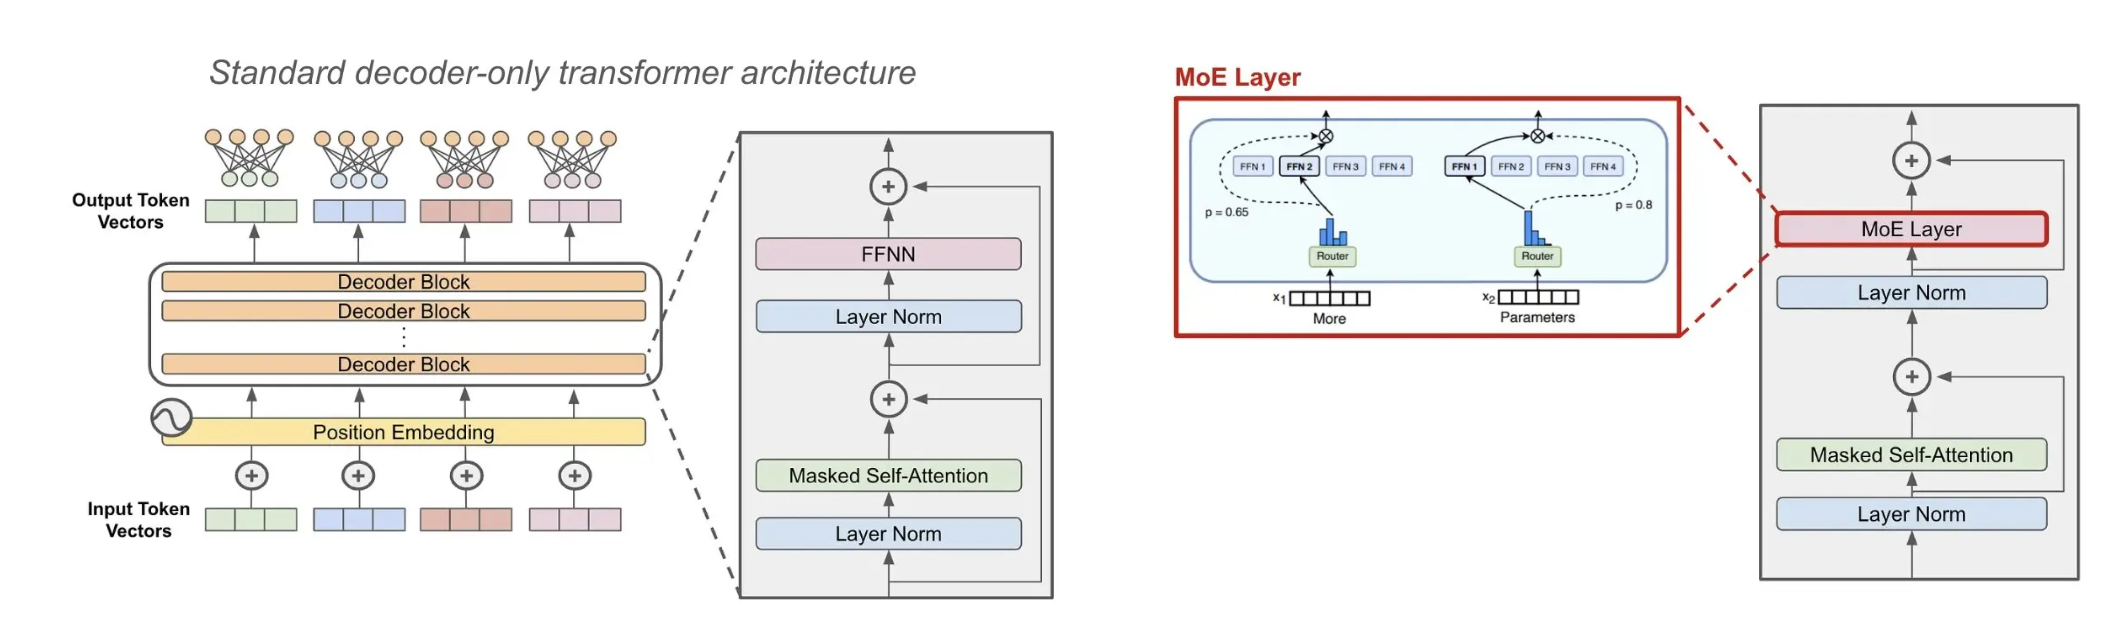 Standard decoder-only transformer architecture
Output Token
Vectors
Decoder Block
Decoder Block
Decoder Block
Position Embedding
Input Token
Vectors
FFNN
Layer Norm
Masked Self-Attention
Layer Norm
MoE Layer
FFN 1 FFN 2 FFN 3 FFN 4
p = 0.65
Router
x1
More
FFN 1 FFN 2 FFN 3 FFN 4
p = 0.8
Router
x2
Parameters
MoE Layer
Layer Norm
Masked Self-Attention
Layer Norm